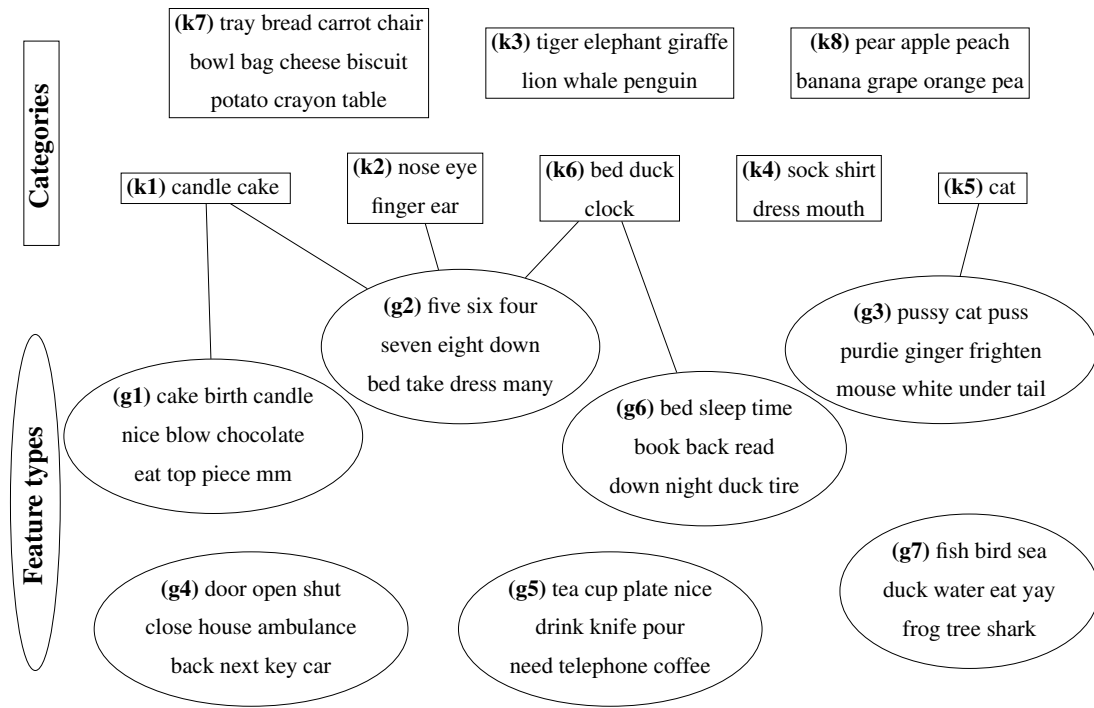 Categories
(k7) tray bread carrot chair
bowl bag cheese biscuit
potato crayon table
(k3) tiger elephant giraffe
lion whale penguin
(k8) pear apple peach
banana grape orange pea
(k1) candle cake
(k2) nose eye
finger ear
(k6) bed duck
clock
(k4) sock shirt
dress mouth
(k5) cat
Feature types
(g1) cake birth candle
nice blow chocolate
eat top piece mm
(g2) five six four
seven eight down
bed take dress many
(g6) bed sleep time
book back read
down night duck tire
(g3) pussy cat puss
purdie ginger frighten
mouse white under tail
(g4) door open shut
close house ambulance
back next key car
(g5) tea cup plate nice
drink knife pour
need telephone coffee
(g7) fish bird sea
duck water eat yay
frog tree shark